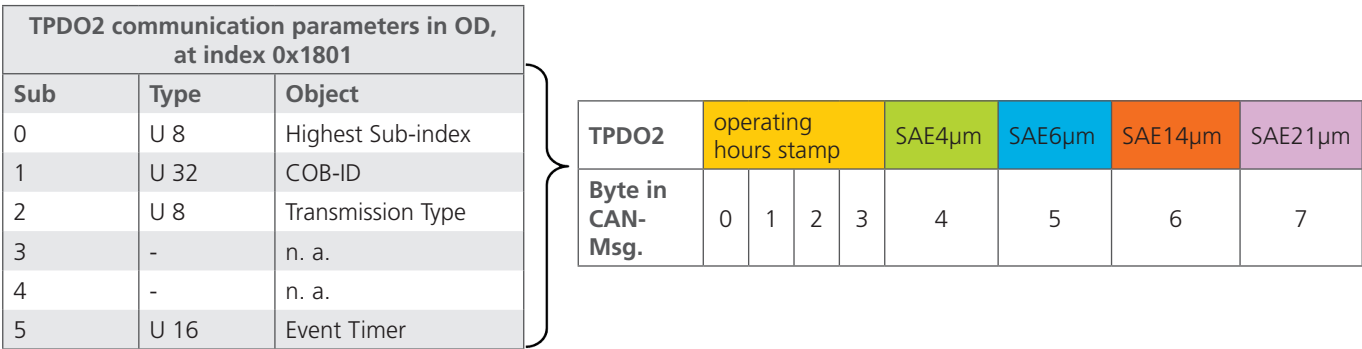 TPDO2 communication parameters in OD,
at index 0x1801
Sub Type Object
0 U 8 Highest Sub-index
1 U 32 COB-ID
2 U 8 Transmission Type
3 - n. a.
4 - n. a.
5 U 16 Event Timer
TPDO2 operating
hours stamp SAE4µm SAE6µm SAE14µm SAE21µm
Byte in
CAN-
Msg. 0 1 2 3 4 5 6 7